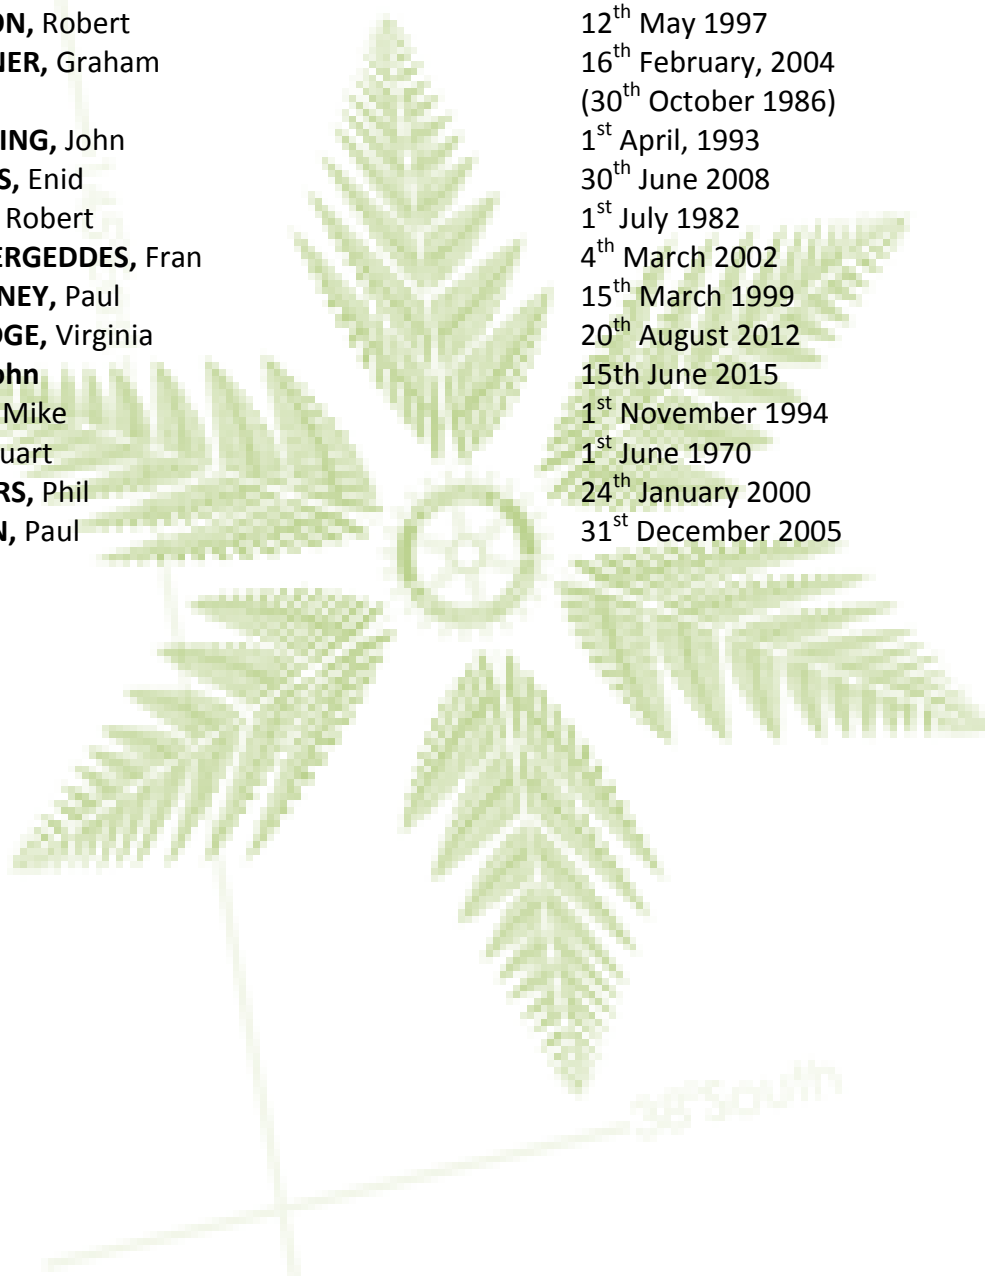 ON, Robert 12th May 1997
NER, Graham 16th February, 2004
(30th October 1986)
ING, John 1st April, 1993
S, Enid 30th June 2008
Robert 1st July 1982
ERGEDDES, Fran 4th March 2002
NEY, Paul 15th March 1999
DGE, Virginia 20th August 2012
ohn 15th June 2015
Mike 1st November 1994
uart 1st June 1970
RS, Phil 24th January 2000
N, Paul 31st December 2005
38°South